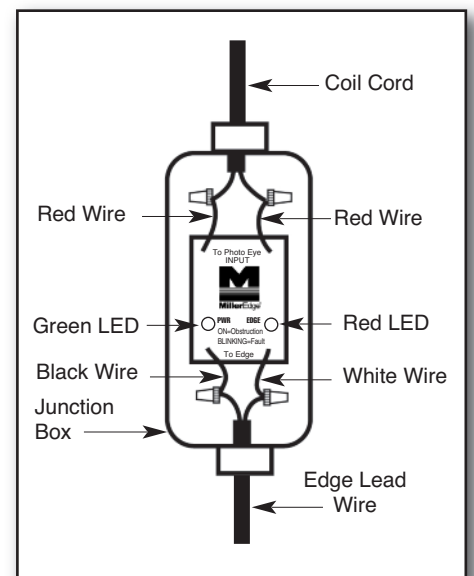 Coil Cord
Red Wire
Red Wire
To Photo Eye
INPUT
M
MillerEdge®
Green LED
PWR EDGE
Red LED
ON=Obstruction
BLINKING=Fault
To Edge
Black Wire
White Wire
Junction
Box
Edge Lead
Wire